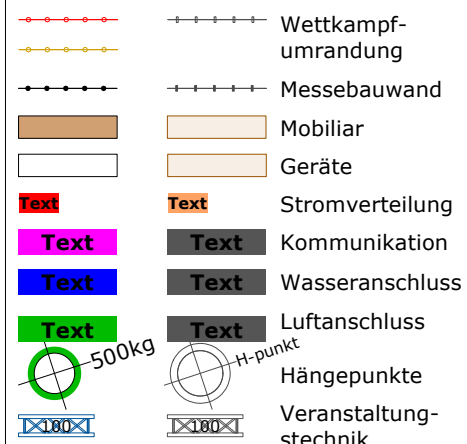 Wettkampf-
umrandung
Messebauwand
Mobiliar
Geräte
Text Text Stromverteilung
Text Text Kommunikation
Text Text Wasseranschluss
Text Text Luftanschluss
500kg H-punkt Hängepunkte
100 100 Veranstaltung-
stechnik